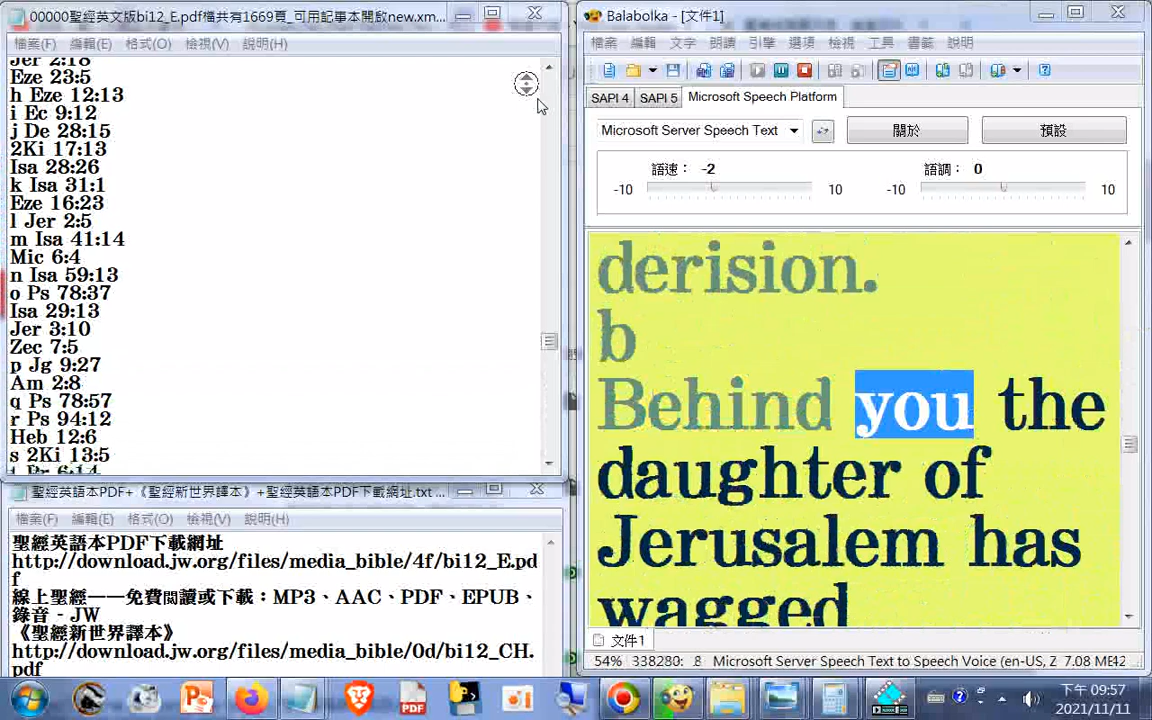 00000聖經英文版bi12_E.pdf檔共有1669頁_可用記事本開啟new.xm...
檔案(F) 編輯(E) 格式(O) 檢視(V) 說明(H)
Jer 2:18
Eze 23:5
h Eze 12:13
i Ec 9:12
j De 28:15
2Ki 17:13
Isa 28:26
k Isa 31:1
Eze 16:23
l Jer 2:5
m Isa 41:14
Mic 6:4
n Isa 59:13
o Ps 78:37
Isa 29:13
Jer 3:10
Zec 7:5
p Jg 9:27
Am 2:8
q Ps 78:57
r Ps 94:12
Heb 12:6
s 2Ki 13:5
t Pr 6:14
聖經英語本PDF+《聖經新世界譯本》+聖經英語本PDF下載網址.txt ...
檔案(F) 編輯(E) 格式(O) 檢視(V) 說明(H)
聖經英語本PDF下載網址
http://download.jw.org/files/media_bible/4f/bi12_E.pd
f
線上聖經——免費閱讀或下載：MP3、AAC、PDF、EPUB、
錄音 - JW
《聖經新世界譯本》
http://download.jw.org/files/media_bible/0d/bi12_CH.
pdf
Balabolka - [文件1]
檔案 編輯 文字 朗讀 引擎 選項 檢視 工具 書籤 說明
SAPI 4 SAPI 5 Microsoft Speech Platform
Microsoft Server Speech Text 關於 預設
語速： -2 語調： 0
-10 10 -10 10
derision.
b
Behind you the
daughter of
Jerusalem has
wagged
文件1
54% 338280: 8 Microsoft Server Speech Text to Speech Voice (en-US, Z 7.08 ME42
下午 09:57
2021/11/11